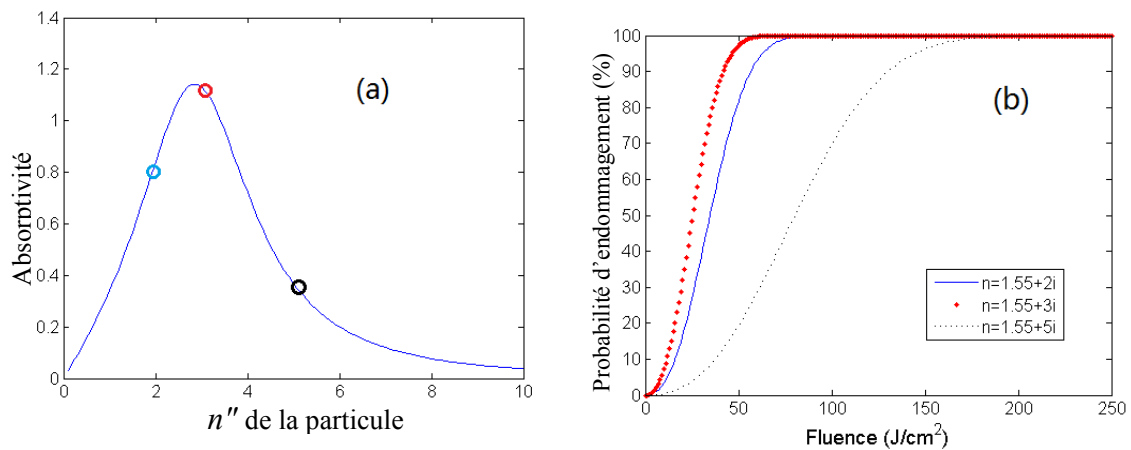 (a)
Absorptivité
1.4
1.2
1
0.8
0.6
0.4
0.2
0
0 2 4 6 8 10
n" de la particule
(b)
Probabilité d'endommagement (%)
100
90
80
70
60
50
40
30
20
10
0
0 50 100 150 200 250
Fluence (J/cm²)
n=1.55+2i
n=1.55+3i
n=1.55+5i